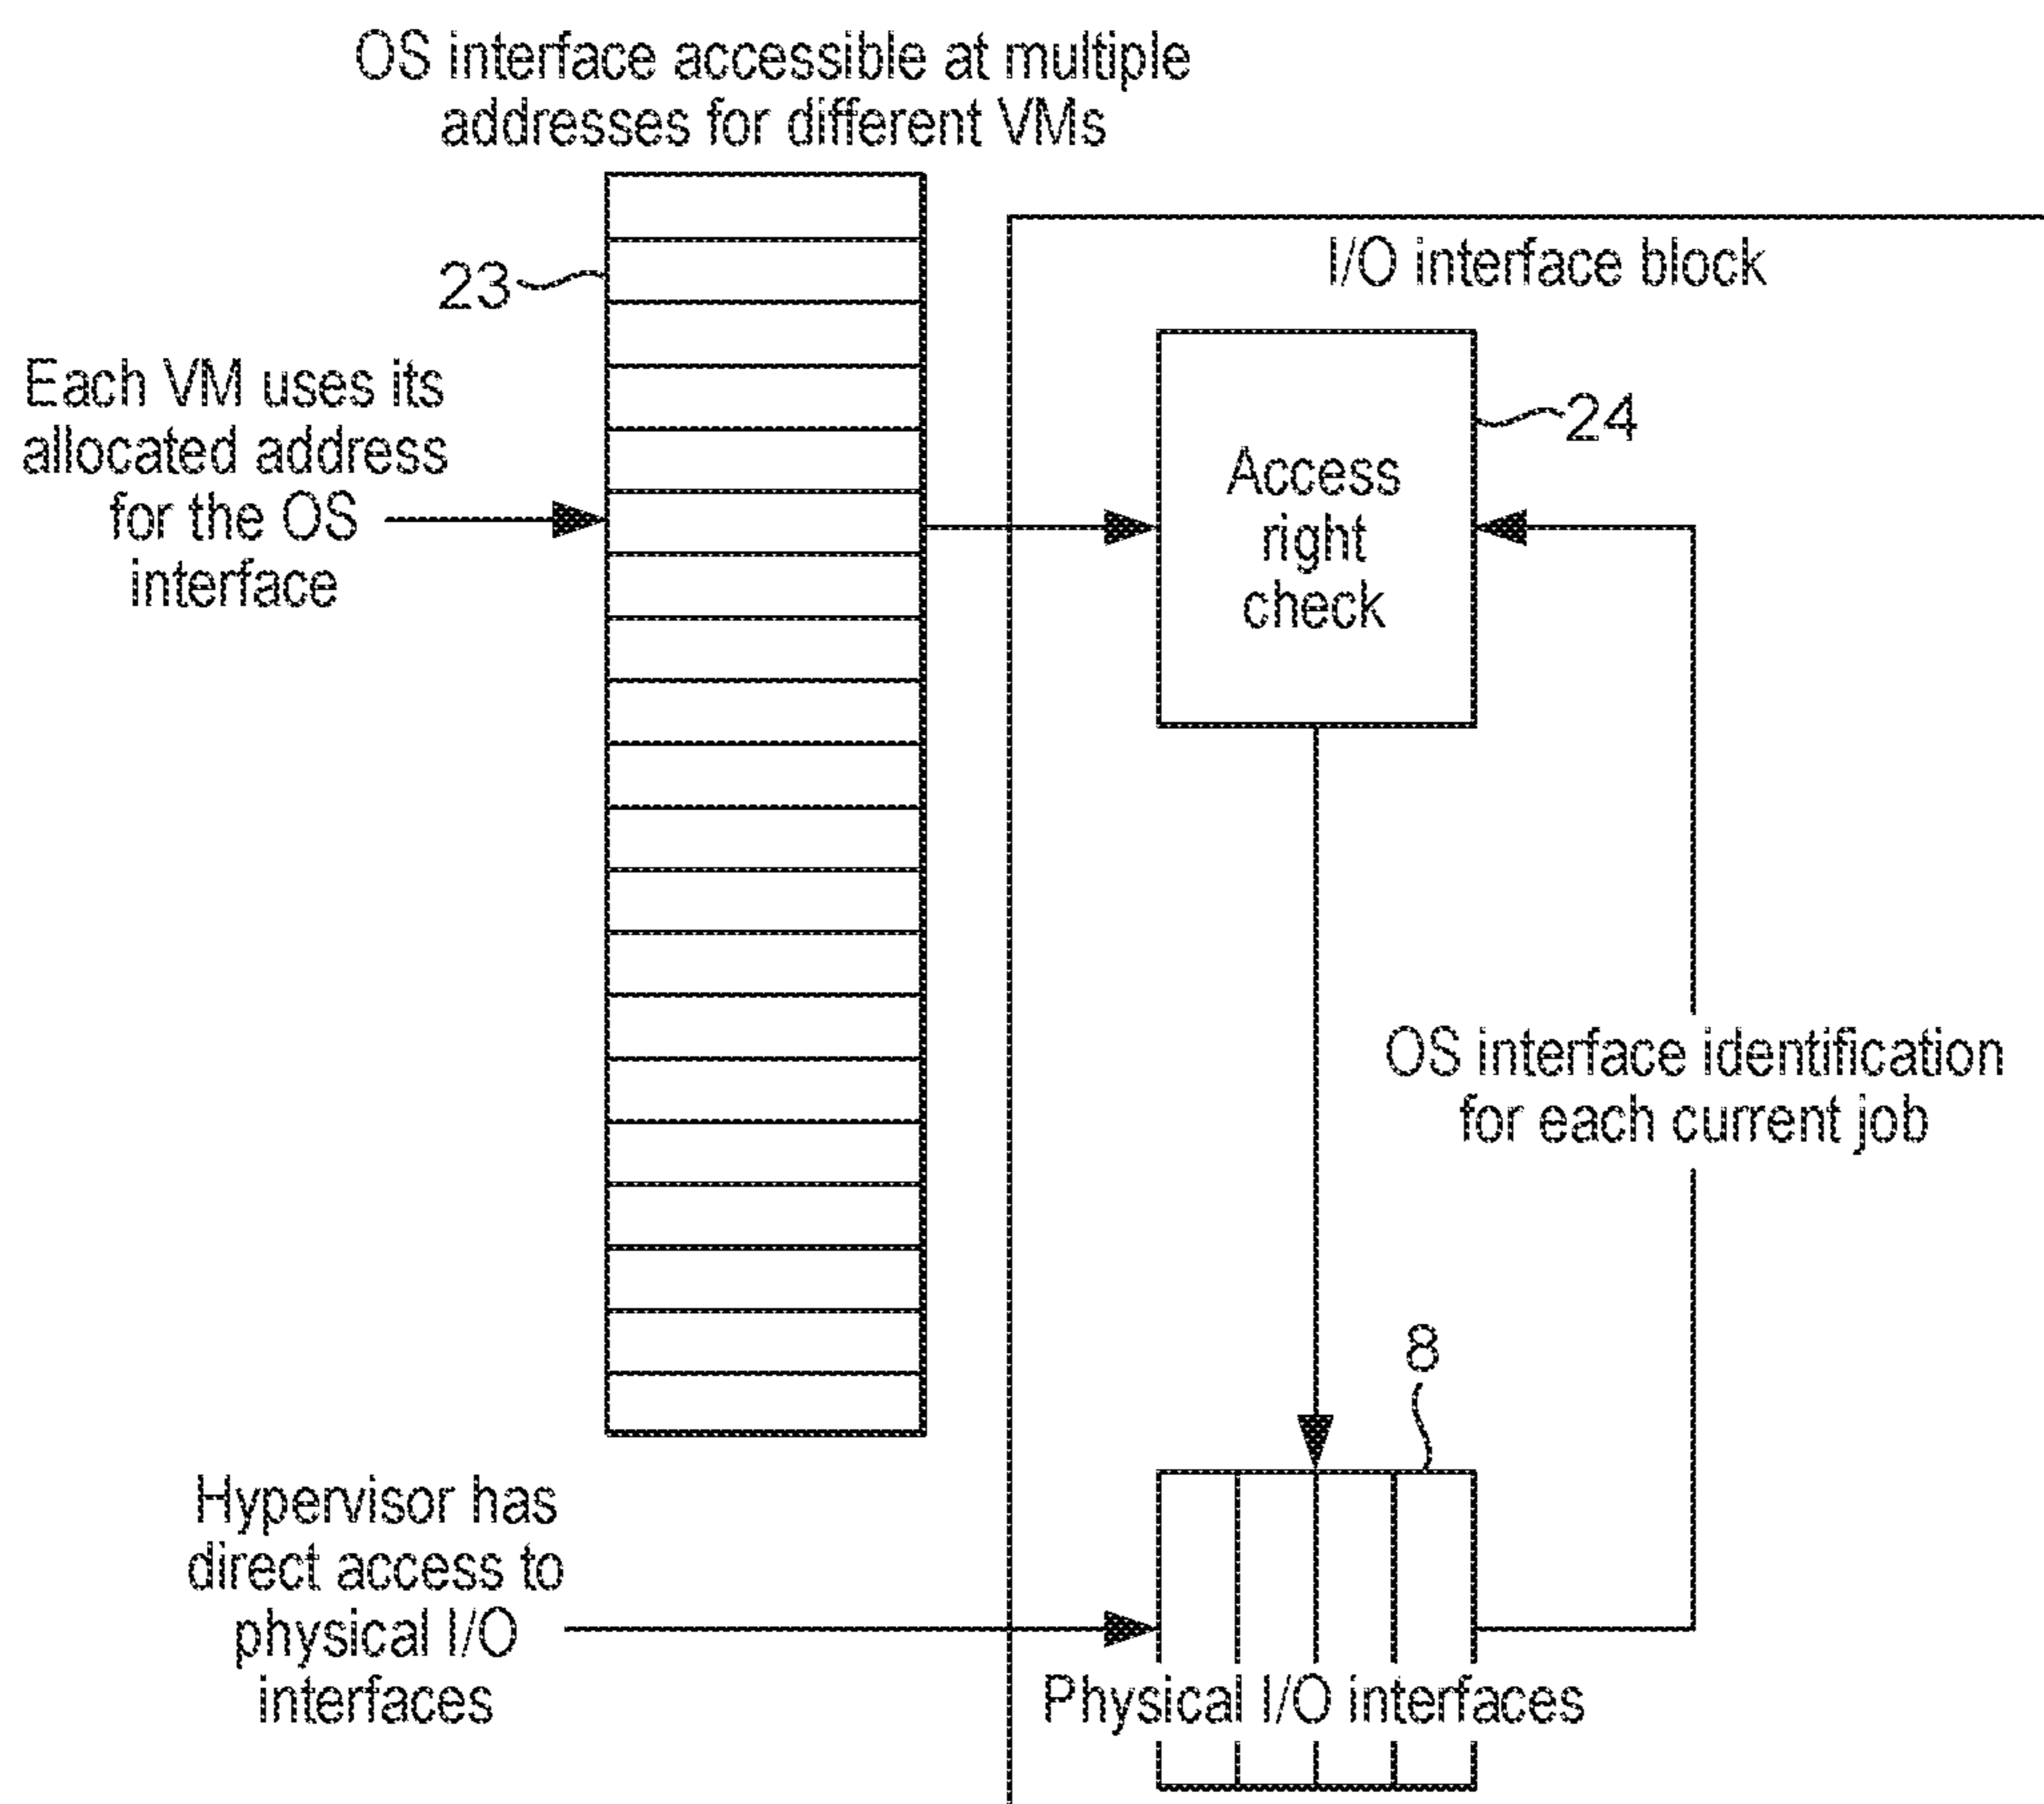 OS interface accessible at multiple
addresses for different VMs
I/O interface block
23
Each VM uses its
allocated address
for the OS
interface
24
Access
right
check
OS interface identification
for each current job
8
Hypervisor has
direct access to
physical I/O
interfaces
Physical I/O interfaces